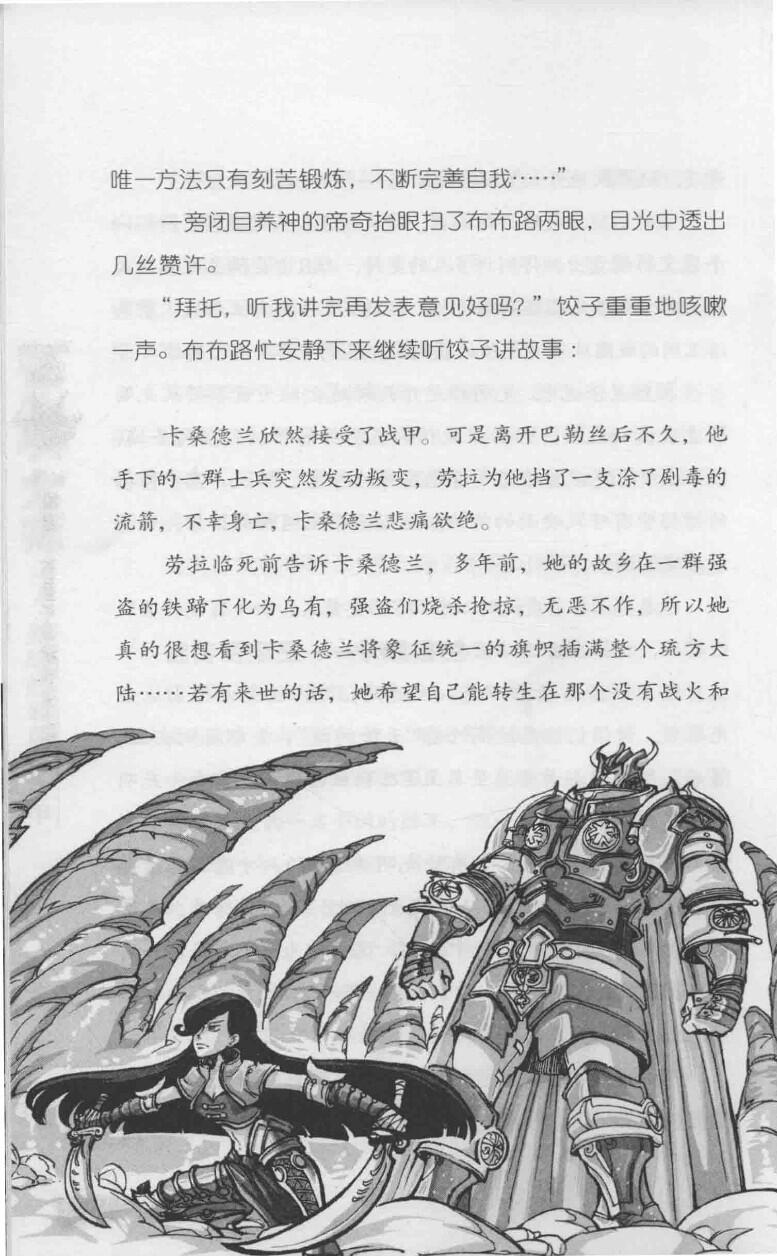 唯一方法只有刻苦锻炼，不断完善自我……”
一旁闭目养神的帝奇抬眼扫了布布路两眼，目光中透出
几丝赞许。
“拜托，听我讲完再发表意见好吗？”饺子重重地咳嗽
一声。布布路忙安静下来继续听饺子讲故事：
卡桑德兰欣然接受了战甲。可是离开巴勒丝后不久，他
手下的一群士兵突然发动叛变，劳拉为他挡了一支涂了剧毒的
流箭，不幸身亡，卡桑德兰悲痛欲绝。
劳拉临死前告诉卡桑德兰，多年前，她的故乡在一群强
盗的铁蹄下化为乌有，强盗们烧杀抢掠，无恶不作，所以她
真的很想看到卡桑德兰将象征统一的旗帜插满整个琉方大
陆……若有来世的话，她希望自己能转生在那个没有战火和